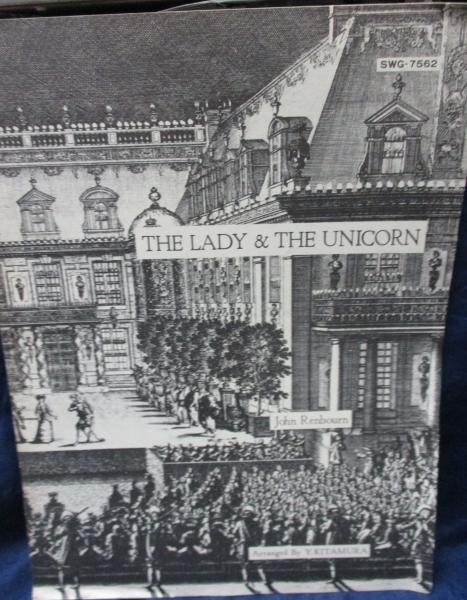 SWG-7562
THE LADY & THE UNICORN
John Renbourn
Arranged By Y.KITAMURA